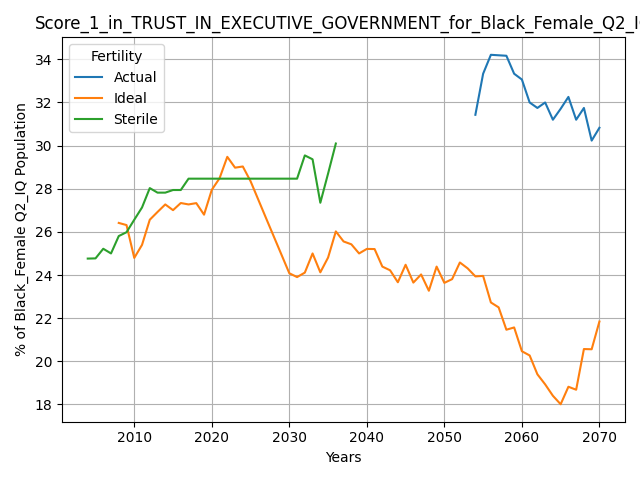 Score_1_in_TRUST_IN_EXECUTIVE_GOVERNMENT_for_Black_Female_Q2_I
Fertility
Actual
Ideal
Sterile
% of Black_Female Q2_IQ Population
34
32
30
28
26
24
22
20
18
2010 2020 2030 2040 2050 2060 2070
Years